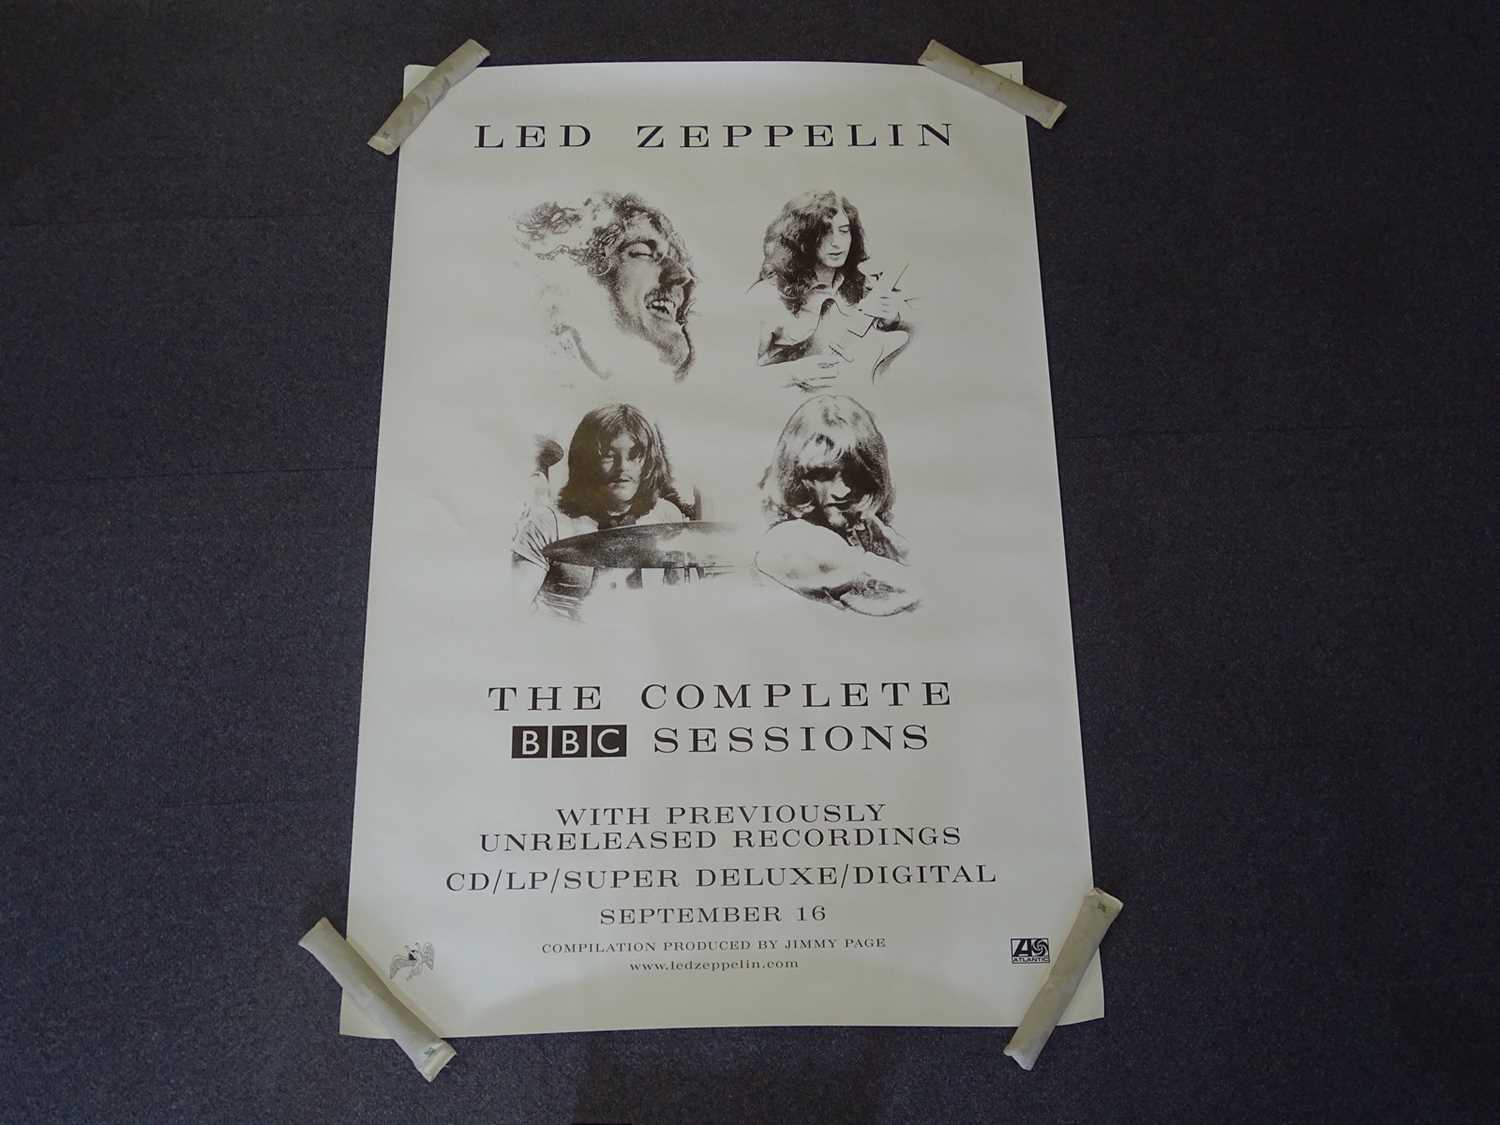 LED ZEPPELIN
THE COMPLETE
BBC SESSIONS
WITH PREVIOUSLY
UNRELEASED RECORDINGS
CD/LP/SUPER DELUXE/DIGITAL
SEPTEMBER 16
COMPILATION PRODUCED BY JIMMY PAGE
www.ledzeppelin.com
ATLANTIC